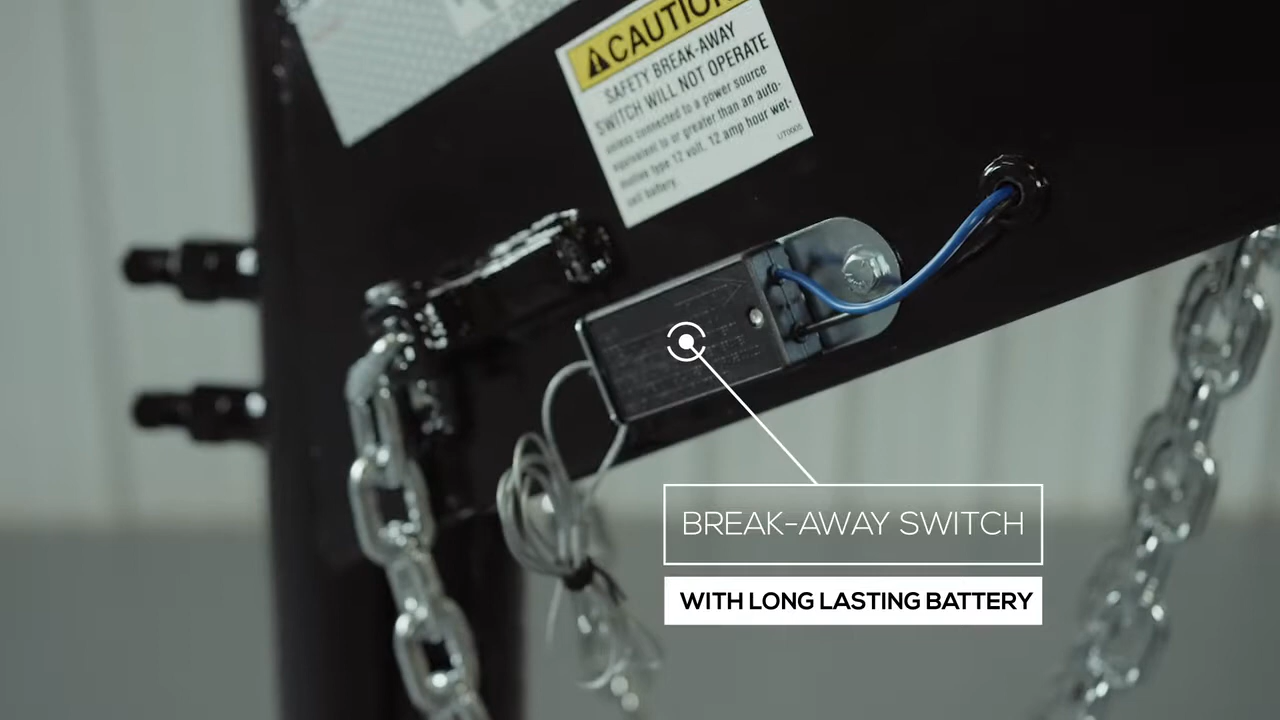 CAUTION
SAFETY BREAK-AWAY
SWITCH WILL NOT OPERATE
unless connected to a power source
equivalent to or greater than an auto-
motive type 12 volt, 12 amp hour wet-
cell battery.
UT0005
BREAK-AWAY SWITCH
WITH LONG LASTING BATTERY